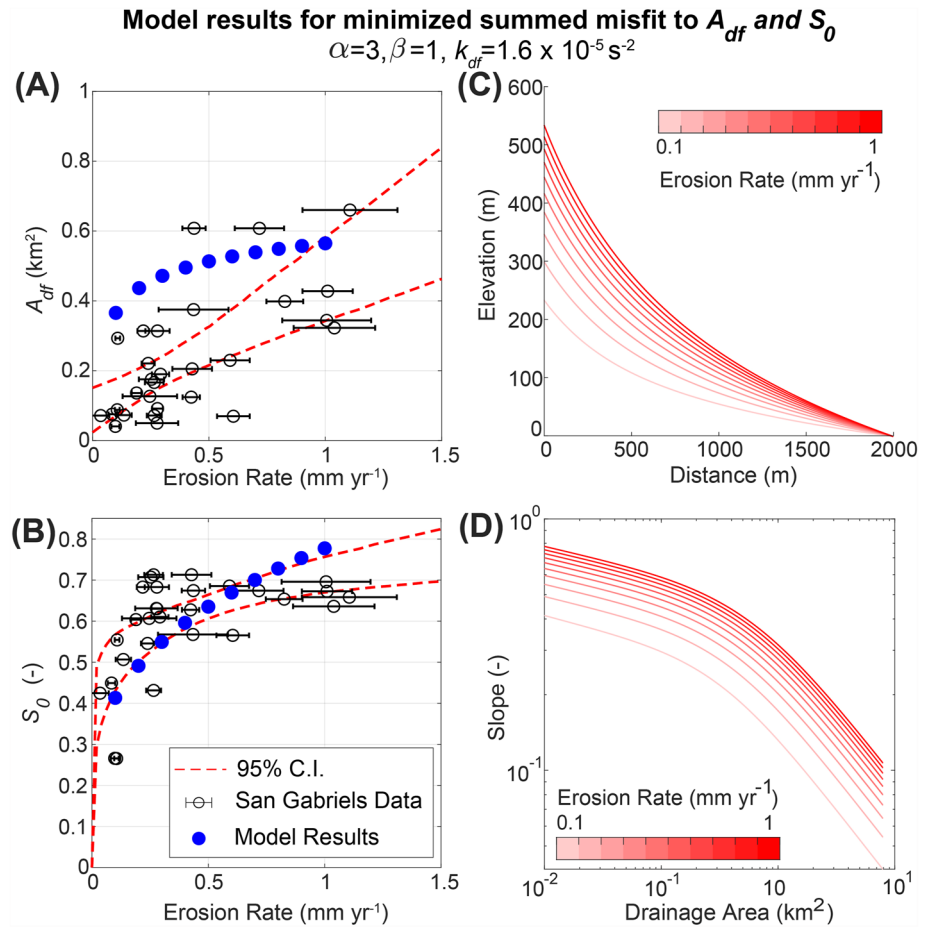 Model results for minimized summed misfit to A_df and S_0
α=3, β=1, k_df=1.6 x 10^-5 s^-2
(A)
1
0.8
0.6
0.4
0.2
0
A_df (km²)
0
0.5
1
1.5
Erosion Rate (mm yr⁻¹)
(C)
600
500
400
300
200
100
0
Elevation (m)
0.1
1
Erosion Rate (mm yr⁻¹)
0
500
1000
1500
2000
Distance (m)
(B)
0.8
0.7
0.6
0.5
0.4
0.3
0.2
0.1
0
S_0 (-)
95% C.I.
San Gabriels Data
Model Results
0
0.5
1
1.5
Erosion Rate (mm yr⁻¹)
(D)
10⁰
10⁻¹
Slope (-)
Erosion Rate (mm yr⁻¹)
0.1
1
10⁻²
10⁻¹
10
10¹
Drainage Area (km²)